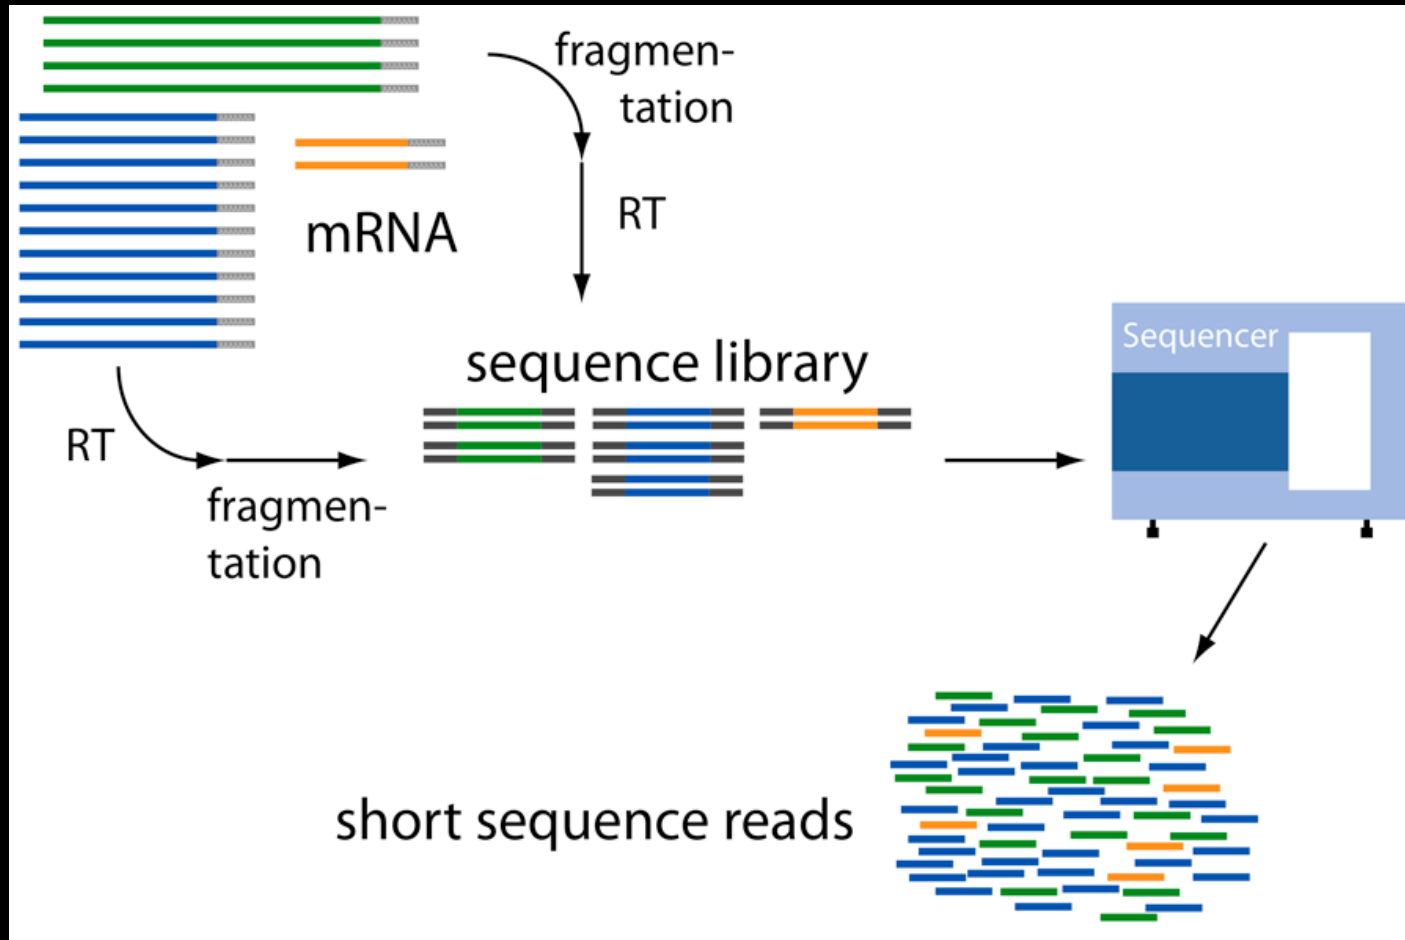 fragmen-
tation
mRNA
RT
sequence library
Sequencer
RT
fragmen-
tation
short sequence reads